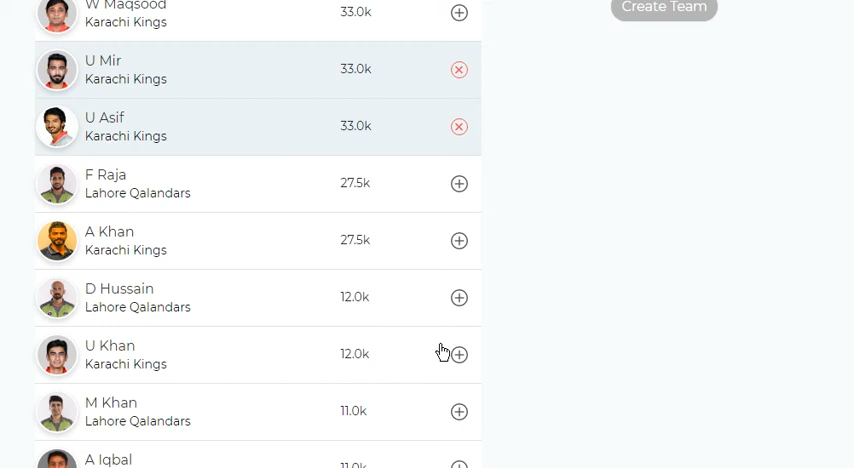 Create Team
W Maqsood
33.0k
Karachi Kings
U Mir
33.0k
Karachi Kings
U Asif
33.0k
Karachi Kings
F Raja
27.5k
Lahore Qalandars
A Khan
27.5k
Karachi Kings
D Hussain
12.0k
Lahore Qalandars
U Khan
12.0k
Karachi Kings
M Khan
11.0k
Lahore Qalandars
A Iqbal
11.0k